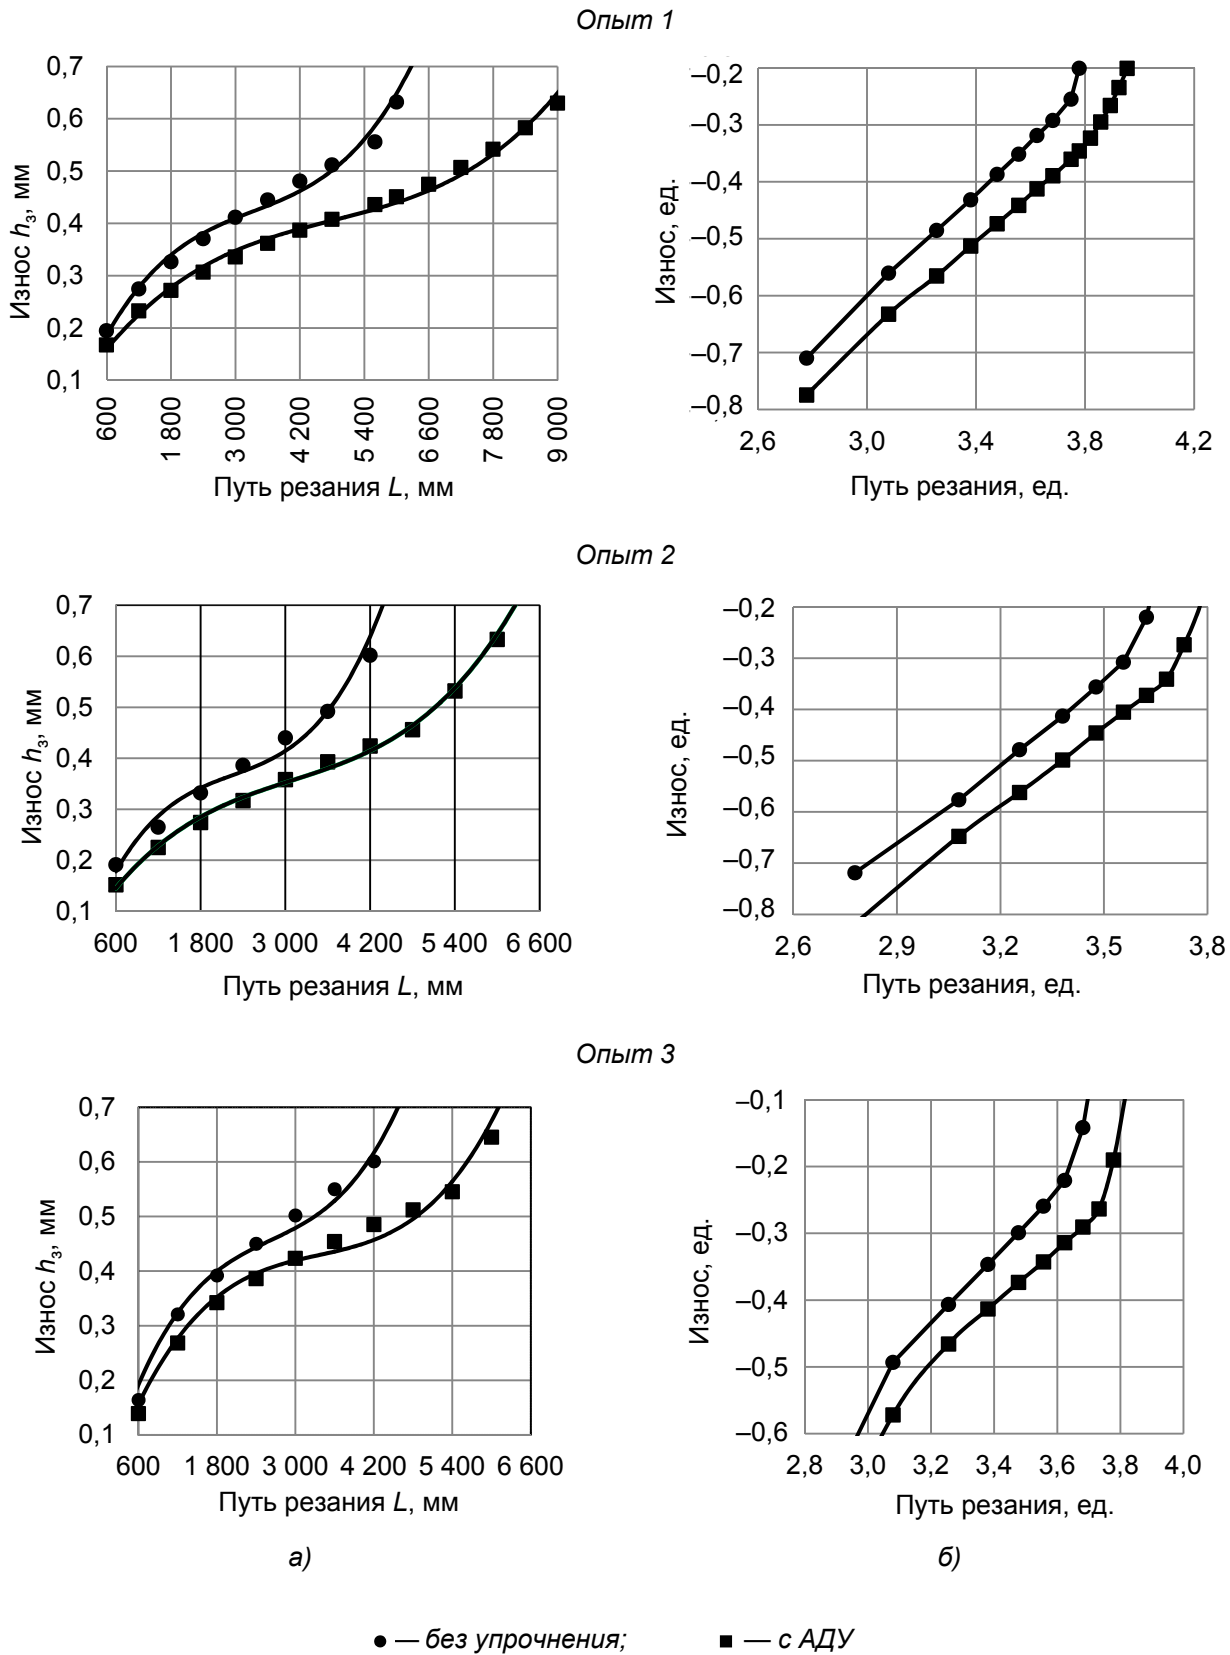 Опыт 1
Износ hз, мм
0,7
0,6
0,5
0,4
0,3
0,2
0,1
600
1 800
3 000
4 200
5 400
6 600
7 800
9 000
Путь резания L, мм
Износ, ед.
–0,2
–0,3
–0,4
–0,5
–0,6
–0,7
–0,8
2,6 3,0 3,4 3,8 4,2
Путь резания, ед.
Опыт 2
Износ hз, мм
0,7
0,6
0,5
0,4
0,3
0,2
0,1
600 1 800 3 000 4 200 5 400 6 600
Путь резания L, мм
Износ, ед.
–0,2
–0,3
–0,4
–0,5
–0,6
–0,7
–0,8
2,6 2,9 3,2 3,5 3,8
Путь резания, ед.
Опыт 3
Износ hз, мм
0,7
0,6
0,5
0,4
0,3
0,2
0,1
600 1 800 3 000 4 200 5 400 6 600
Путь резания L, мм
Износ, ед.
–0,1
–0,2
–0,3
–0,4
–0,5
–0,6
2,8 3,0 3,2 3,4 3,6 3,8 4,0
Путь резания, ед.
а) б)
— без упрочнения; — с АДУ